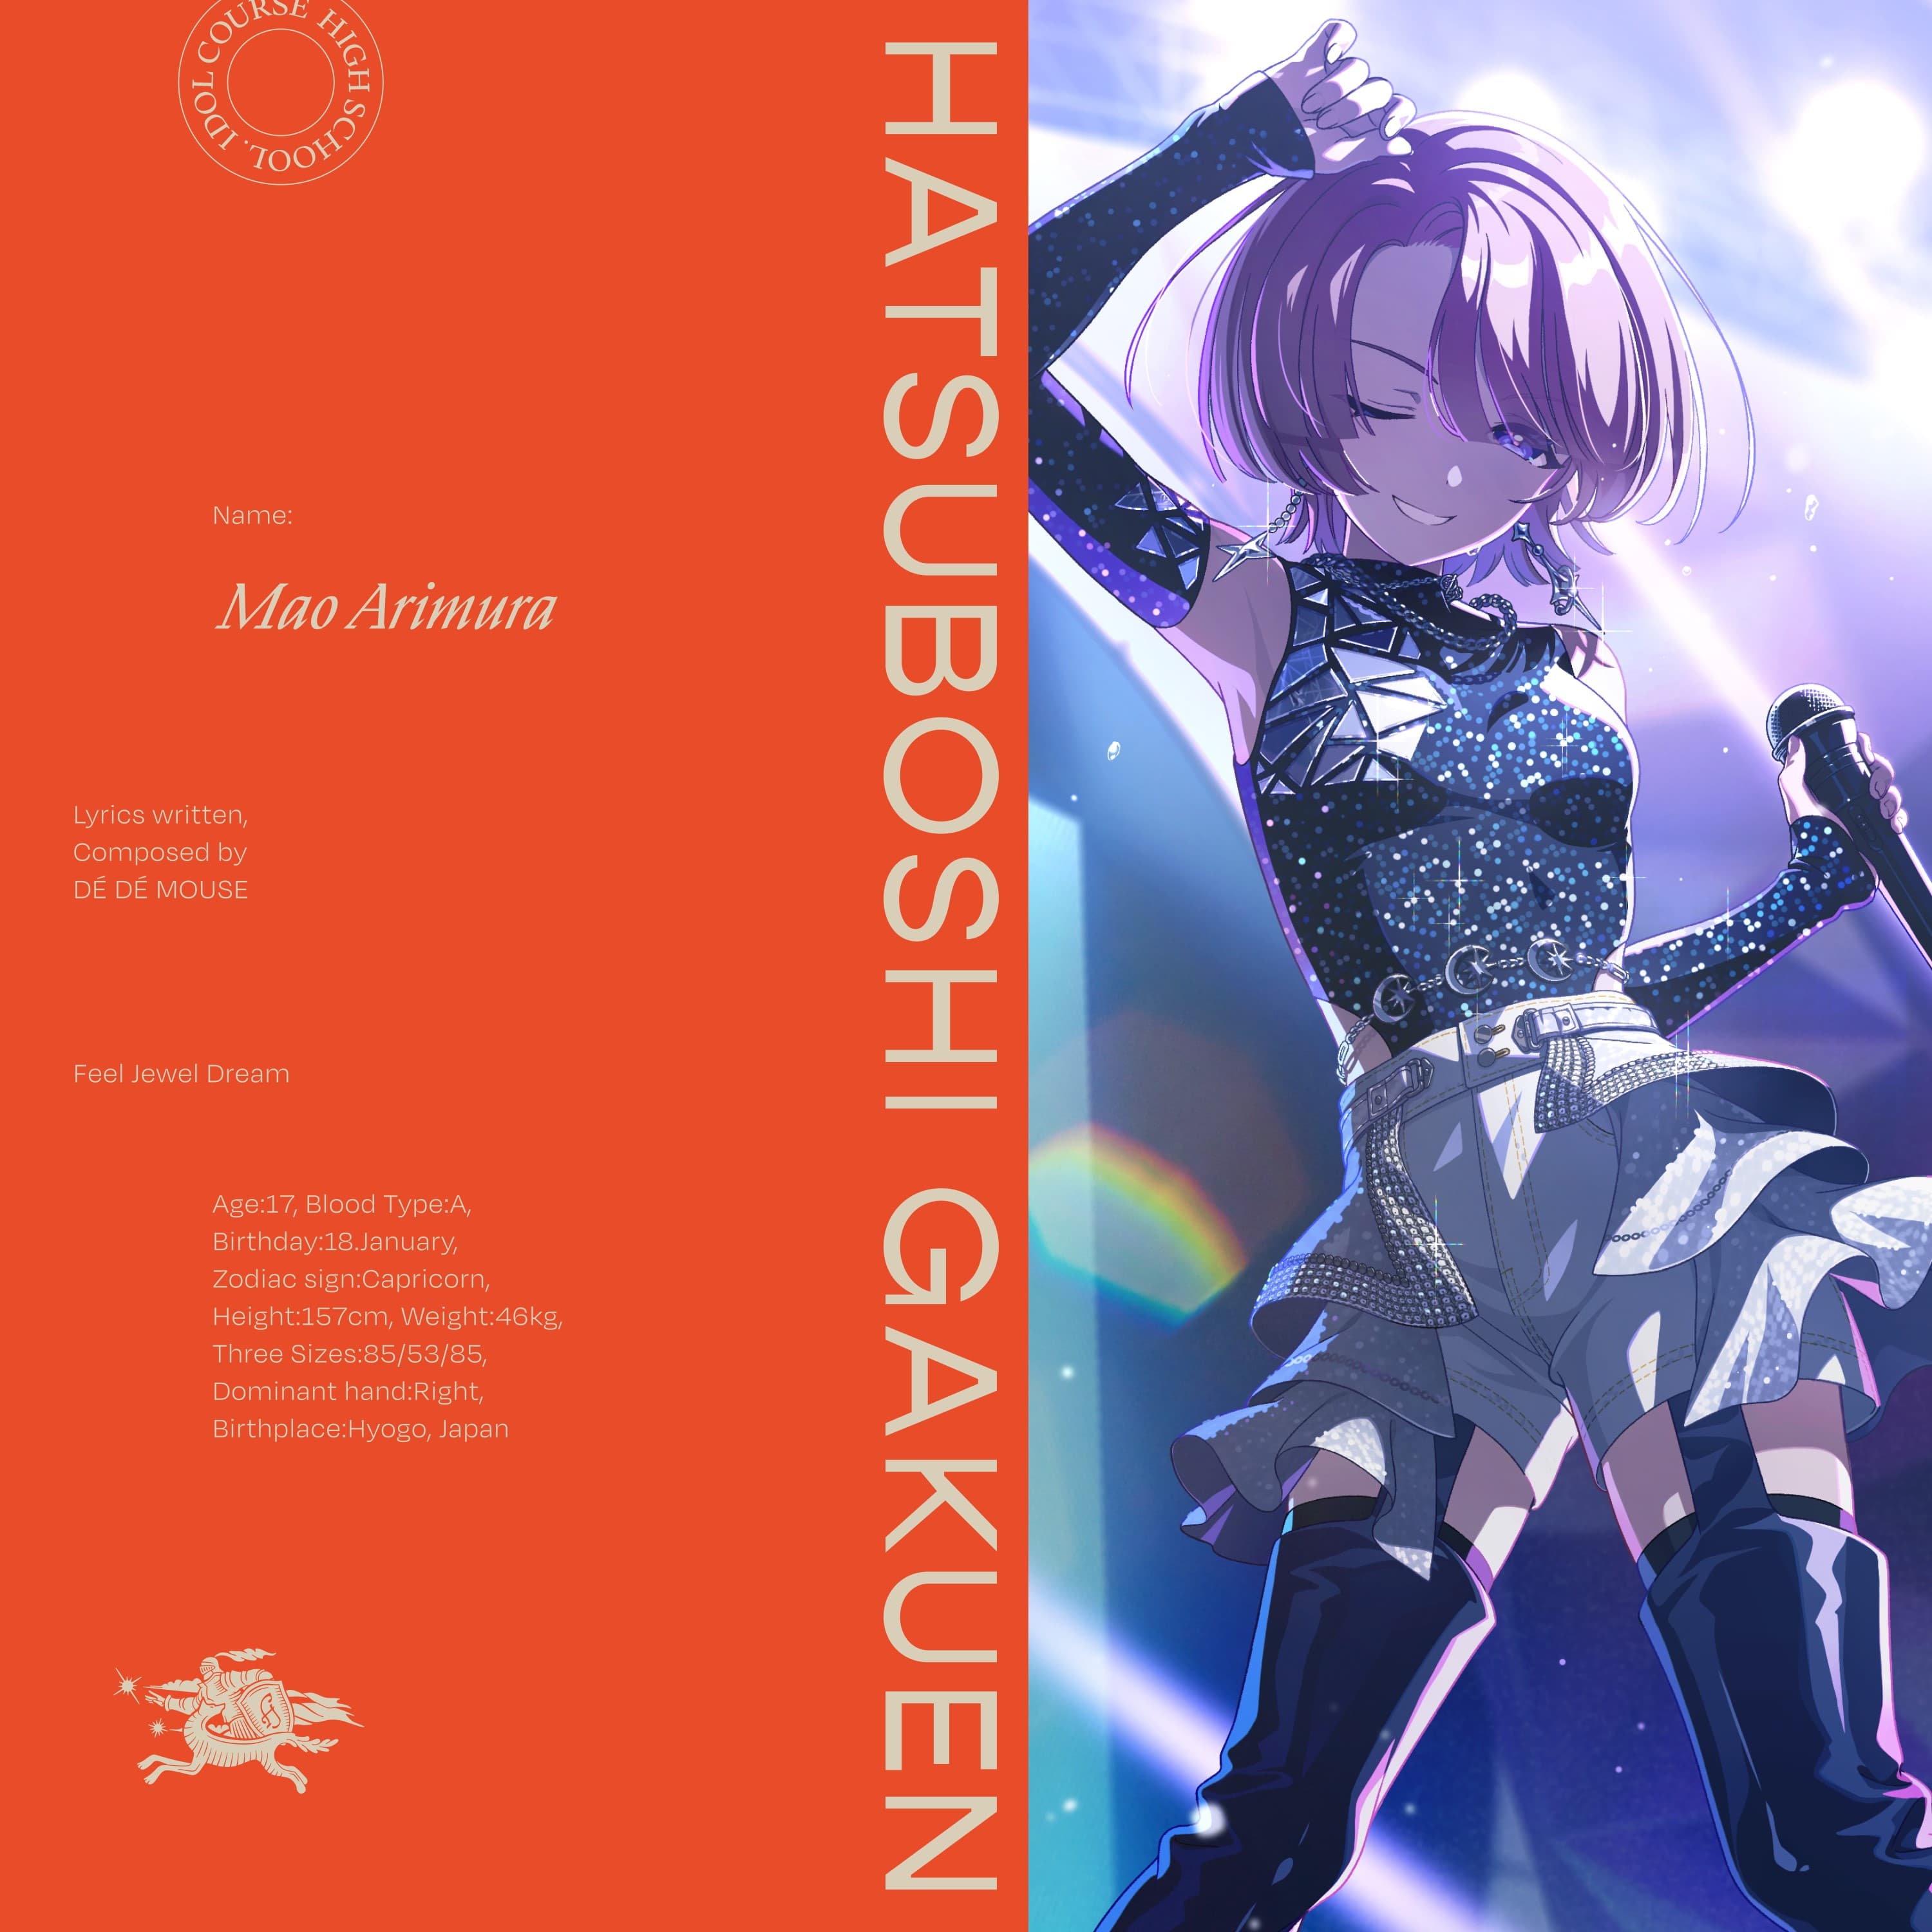 IDOL COURSE HIGH SCHOOL.
HATSUBOSHI GAKUEN
Name:
Mao Arimura
Lyrics written,
Composed by
DÉ DÉ MOUSE
Feel Jewel Dream
Age:17, Blood Type:A,
Birthday:18.January,
Zodiac sign:Capricorn,
Height:157cm, Weight:46kg,
Three Sizes:85/53/85,
Dominant hand:Right,
Birthplace:Hyogo, Japan